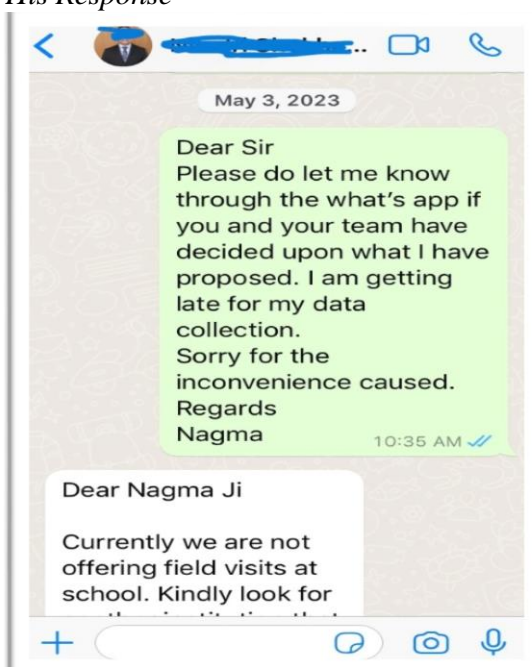 His Response
May 3, 2023
Dear Sir
Please do let me know
through the what's app if
you and your team have
decided upon what I have
proposed. I am getting
late for my data
collection.
Sorry for the
inconvenience caused.
Regards
Nagma
10:35 AM
Dear Nagma Ji
Currently we are not
offering field visits at
school. Kindly look for